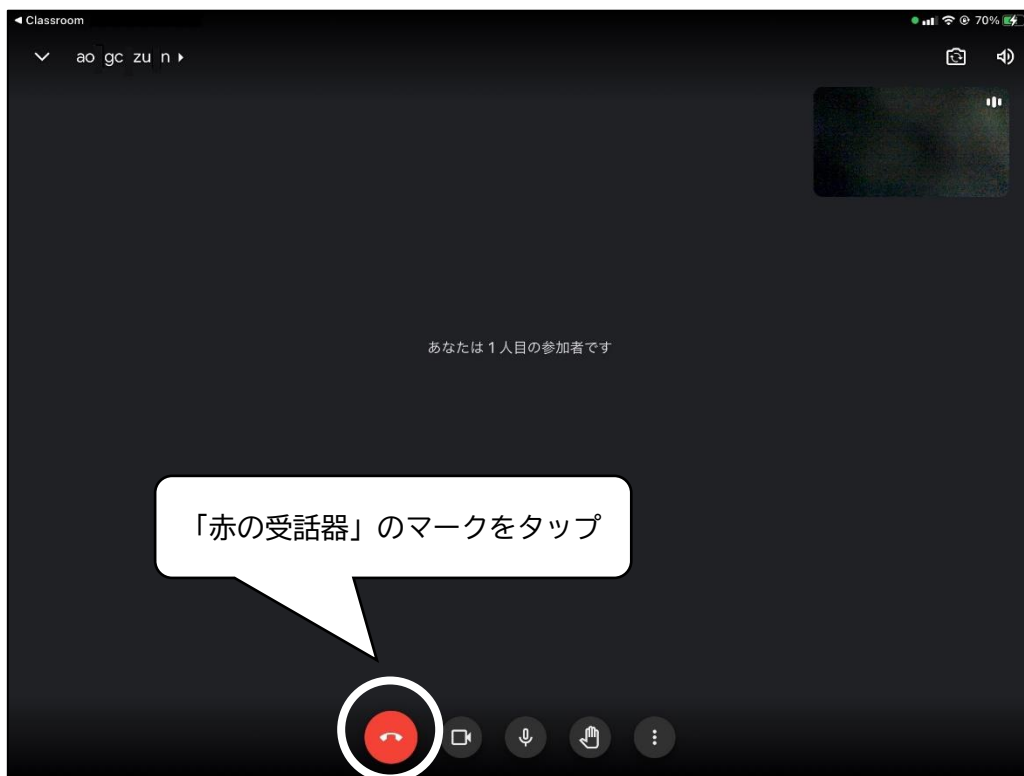 ◀ Classroom
70%
ao gc zu n ▸
あなたは1人目の参加者です
「赤の受話器」のマークをタップ